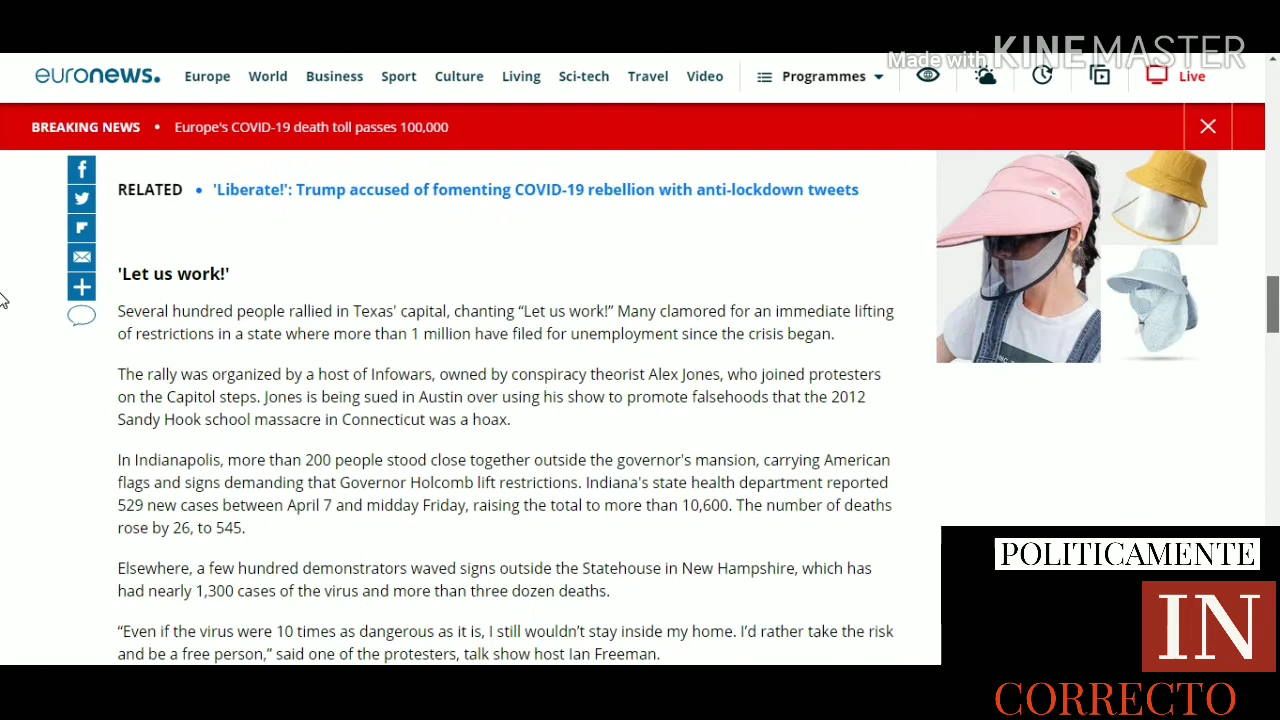 Made with KINEMASTER
euronews.
Europe World Business Sport Culture Living Sci-tech Travel Video Programmes Live
BREAKING NEWS • Europe's COVID-19 death toll passes 100,000
RELATED • 'Liberate!': Trump accused of fomenting COVID-19 rebellion with anti-lockdown tweets
'Let us work!'
Several hundred people rallied in Texas' capital, chanting “Let us work!” Many clamored for an immediate lifting
of restrictions in a state where more than 1 million have filed for unemployment since the crisis began.
The rally was organized by a host of Infowars, owned by conspiracy theorist Alex Jones, who joined protesters
on the Capitol steps. Jones is being sued in Austin over using his show to promote falsehoods that the 2012
Sandy Hook school massacre in Connecticut was a hoax.
In Indianapolis, more than 200 people stood close together outside the governor's mansion, carrying American
flags and signs demanding that Governor Holcomb lift restrictions. Indiana's state health department reported
529 new cases between April 7 and midday Friday, raising the total to more than 10,600. The number of deaths
rose by 26, to 545.
Elsewhere, a few hundred demonstrators waved signs outside the Statehouse in New Hampshire, which has
had nearly 1,300 cases of the virus and more than three dozen deaths.
“Even if the virus were 10 times as dangerous as it is, I still wouldn’t stay inside my home. I’d rather take the risk
and be a free person,” said one of the protesters, talk show host Ian Freeman.
POLITICAMENTE
IN
CORRECTO